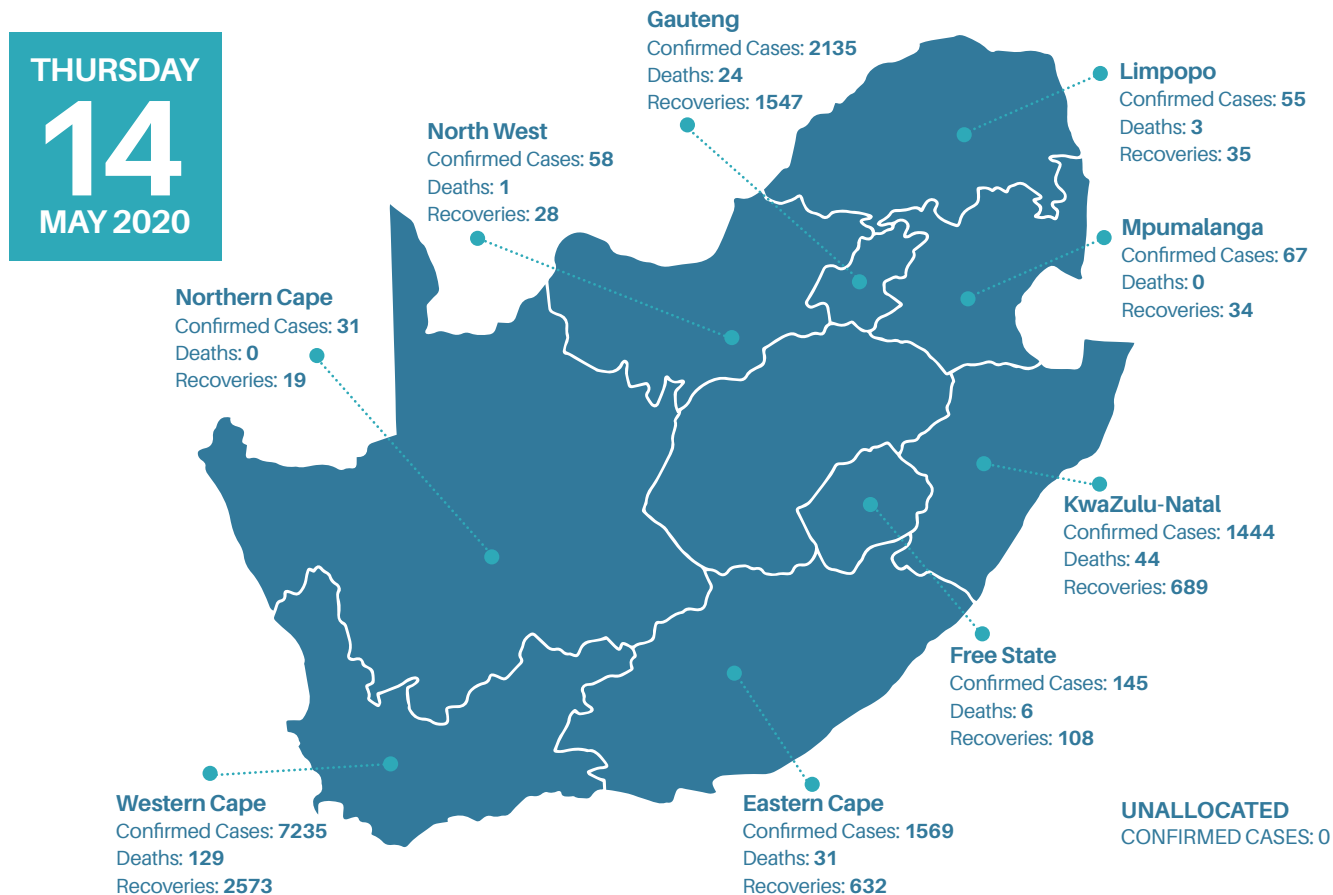 THURSDAY
14
MAY 2020
Gauteng
Confirmed Cases: 2135
Deaths: 24
Recoveries: 1547
Limpopo
Confirmed Cases: 55
Deaths: 3
Recoveries: 35
North West
Confirmed Cases: 58
Deaths: 1
Recoveries: 28
Mpumalanga
Confirmed Cases: 67
Deaths: 0
Recoveries: 34
Northern Cape
Confirmed Cases: 31
Deaths: 0
Recoveries: 19
KwaZulu-Natal
Confirmed Cases: 1444
Deaths: 44
Recoveries: 689
Free State
Confirmed Cases: 145
Deaths: 6
Recoveries: 108
Western Cape
Confirmed Cases: 7235
Deaths: 129
Recoveries: 2573
Eastern Cape
Confirmed Cases: 1569
Deaths: 31
Recoveries: 632
UNALLOCATED
CONFIRMED CASES: 0